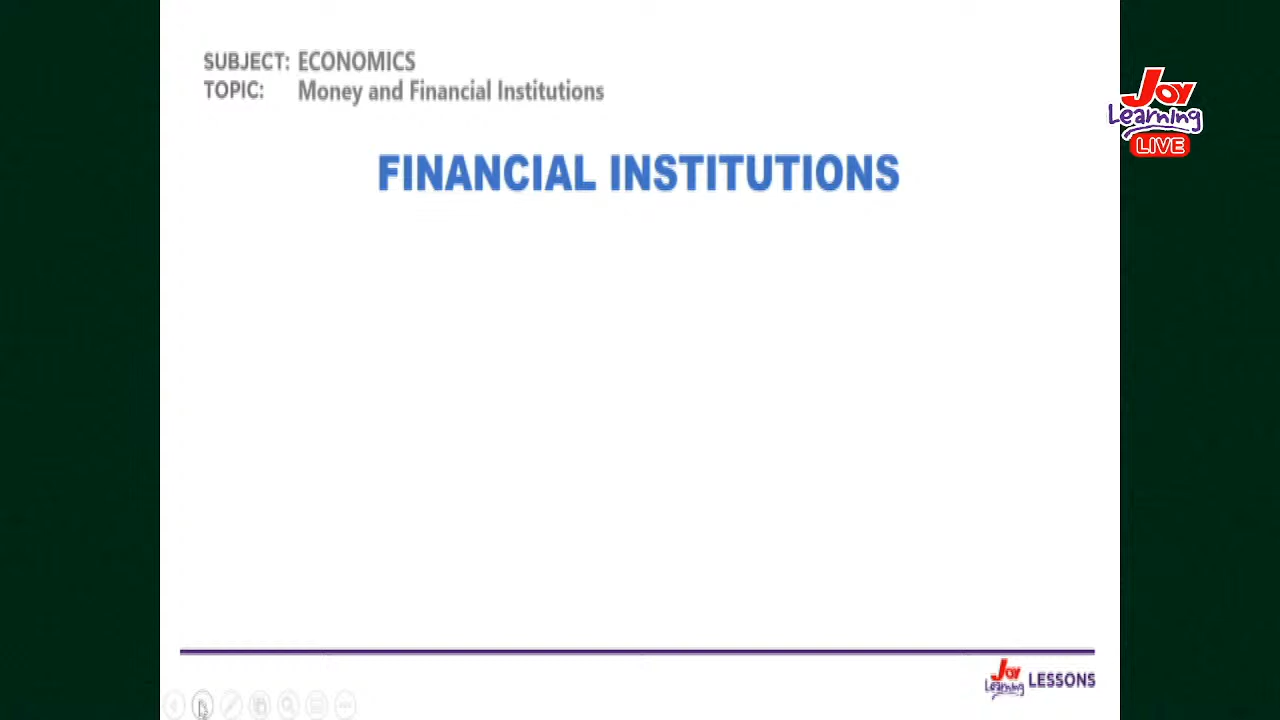 SUBJECT: ECONOMICS
TOPIC: Money and Financial Institutions
Joy
Learning
LIVE
FINANCIAL INSTITUTIONS
Joy
Learning LESSONS